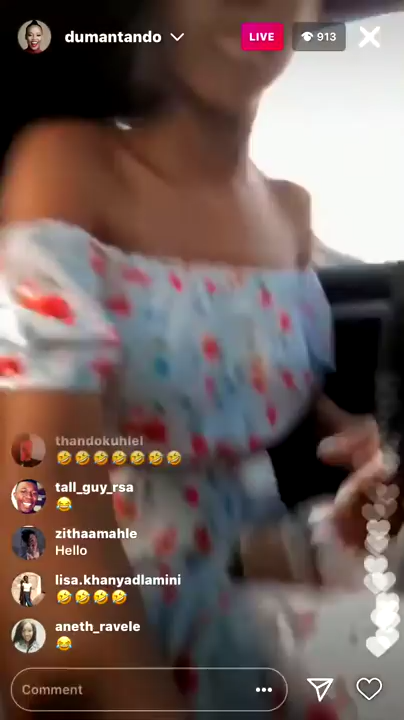 dumantando
LIVE
913
thandokuhlel
🤣🤣🤣🤣🤣🤣🤣
tall_guy_rsa
😂
zithaamahle
Hello
lisa.khanyadlamini
🤣🤣🤣🤣
aneth_ravele
😂
Comment